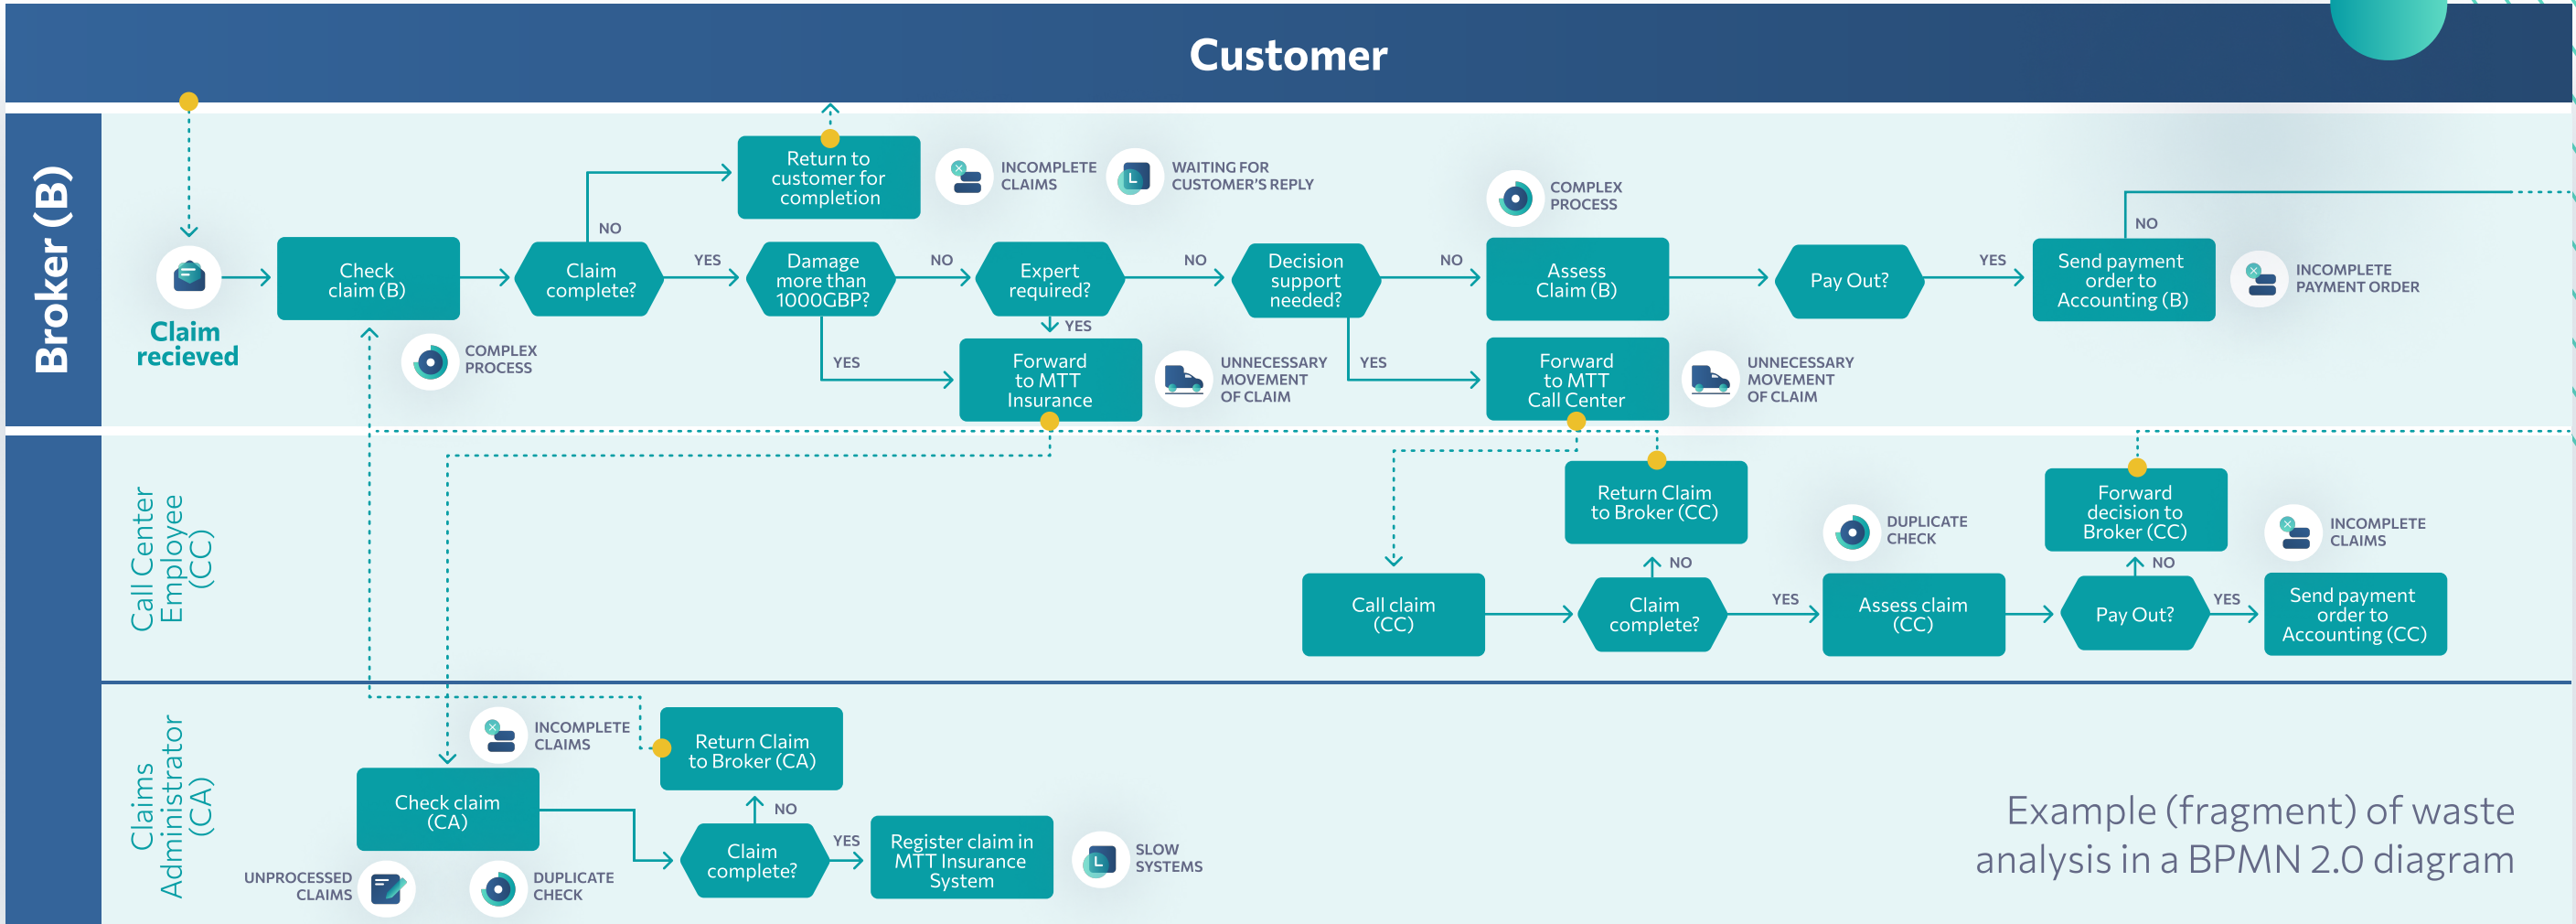 Customer
Broker (B)
Claim
recieved
Check
claim (B)
COMPLEX
PROCESS
Claim
complete?
NO
YES
Return to
customer for
completion
INCOMPLETE
CLAIMS
WAITING FOR
CUSTOMER'S REPLY
Damage
more than
1000GBP?
NO
YES
Expert
required?
NO
YES
Forward
to MTT
Insurance
UNNECESSARY
MOVEMENT
OF CLAIM
Decision
support
needed?
NO
YES
COMPLEX
PROCESS
Assess
Claim (B)
Forward
to MTT
Call Center
UNNECESSARY
MOVEMENT
OF CLAIM
Pay Out?
YES
NO
Send payment
order to
Accounting (B)
INCOMPLETE
PAYMENT ORDER
Call Center
Employee
(CC)
Call claim
(CC)
Claim
complete?
NO
YES
Return Claim
to Broker (CC)
DUPLICATE
CHECK
Assess claim
(CC)
Pay Out?
NO
YES
Forward
decision to
Broker (CC)
INCOMPLETE
CLAIMS
Send payment
order to
Accounting (CC)
Claims
Administrator
(CA)
INCOMPLETE
CLAIMS
Check claim
(CA)
UNPROCESSED
CLAIMS
DUPLICATE
CHECK
Return Claim
to Broker (CA)
NO
Claim
complete?
YES
Register claim in
MTT Insurance
System
SLOW
SYSTEMS
Example (fragment) of waste
analysis in a BPMN 2.0 diagram